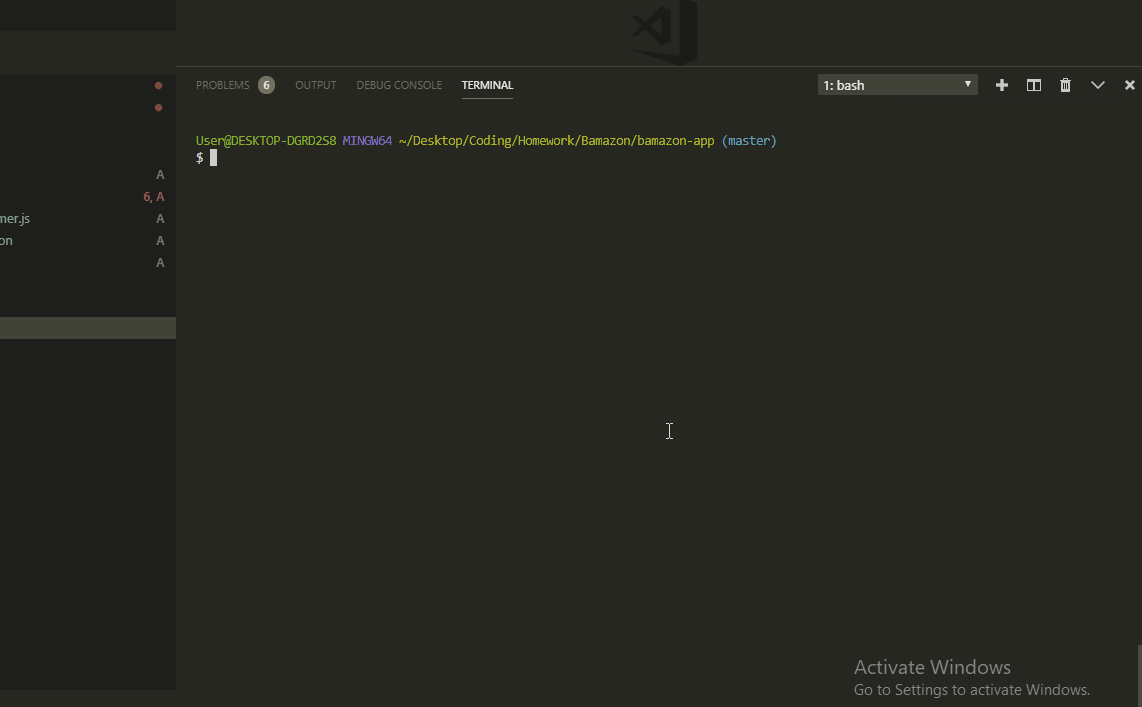 PROBLEMS 6 OUTPUT DEBUG CONSOLE TERMINAL 1: bash
User@DESKTOP-DGRD2S8 MINGW64 ~/Desktop/Coding/Homework/Bamazon/bamazon-app (master)
$
A
6, A
mer.js A
on A
A
Activate Windows
Go to Settings to activate Windows.